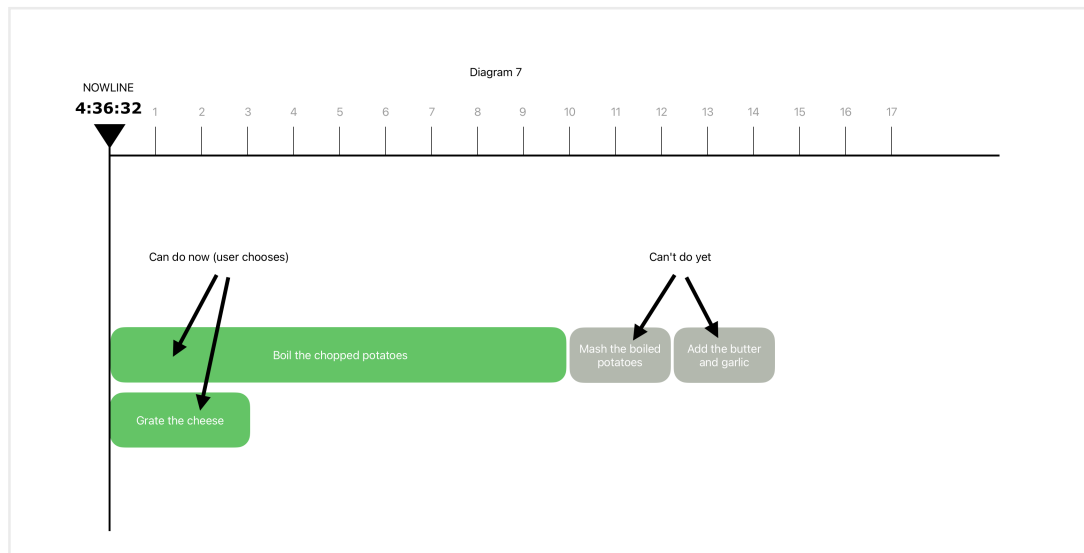 Diagram 7
NOWLINE
4:36:32
1 2 3 4 5 6 7 8 9 10 11 12 13 14 15 16 17
Can do now (user chooses)
Can't do yet
Boil the chopped potatoes
Mash the boiled
potatoes
Add the butter
and garlic
Grate the cheese